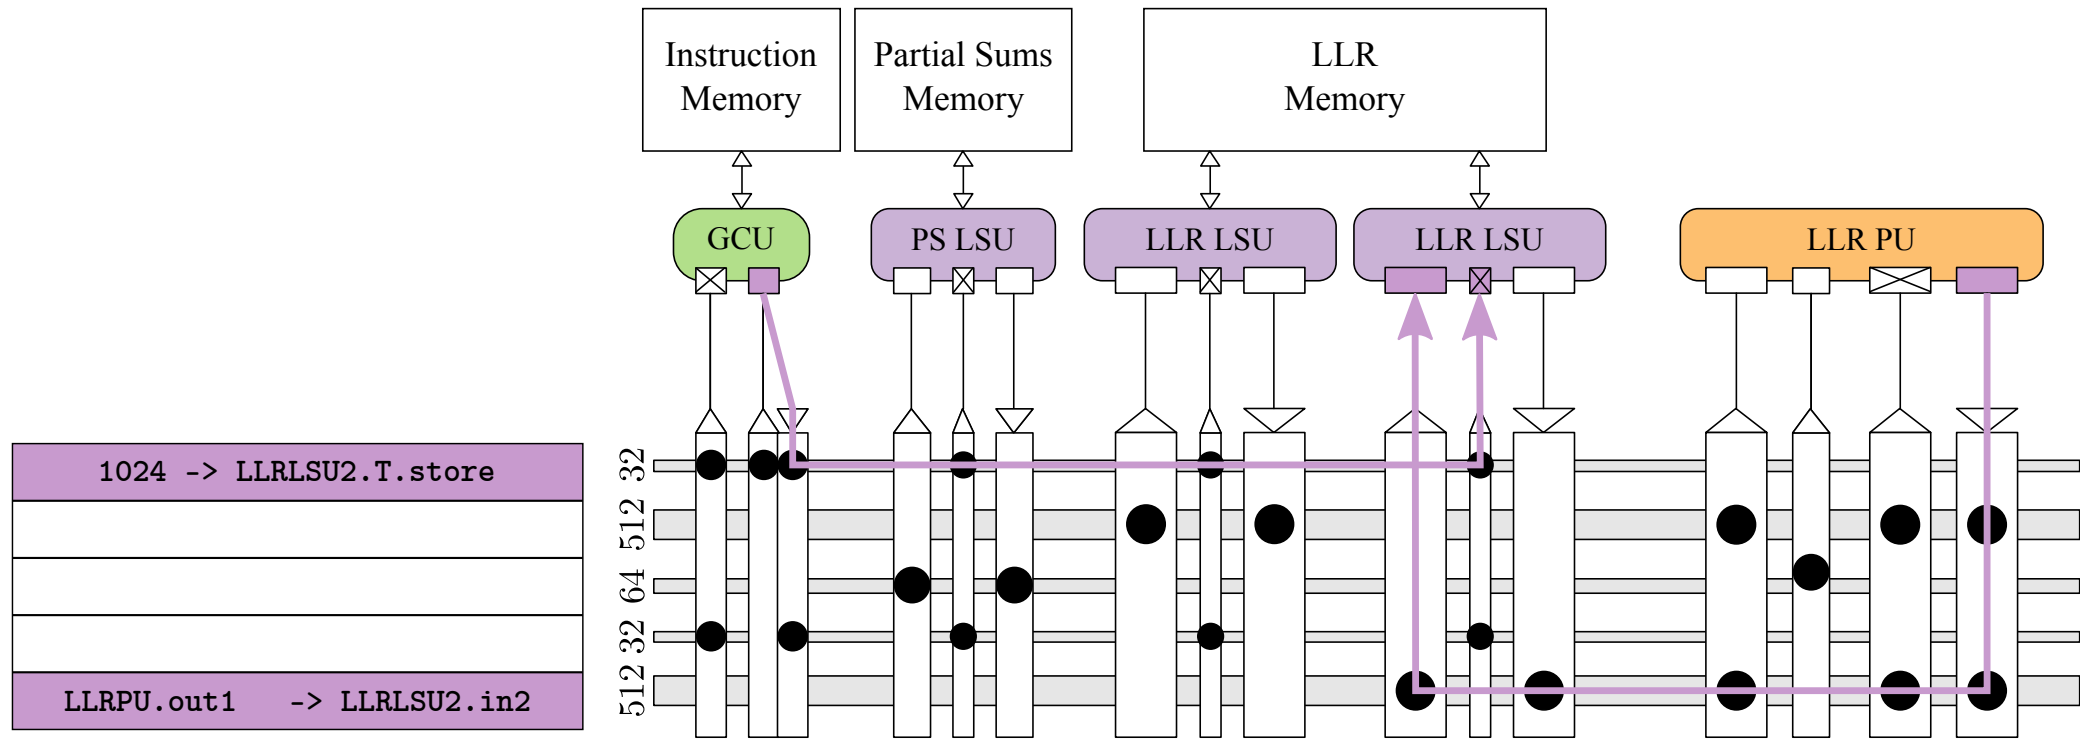 Instruction
Memory
Partial Sums
Memory
LLR
Memory
GCU
PS LSU
LLR LSU
LLR LSU
LLR PU
1024 -> LLRLSU2.T.store
LLRPU.out1 -> LLRLSU2.in2
32
512
64
32
512